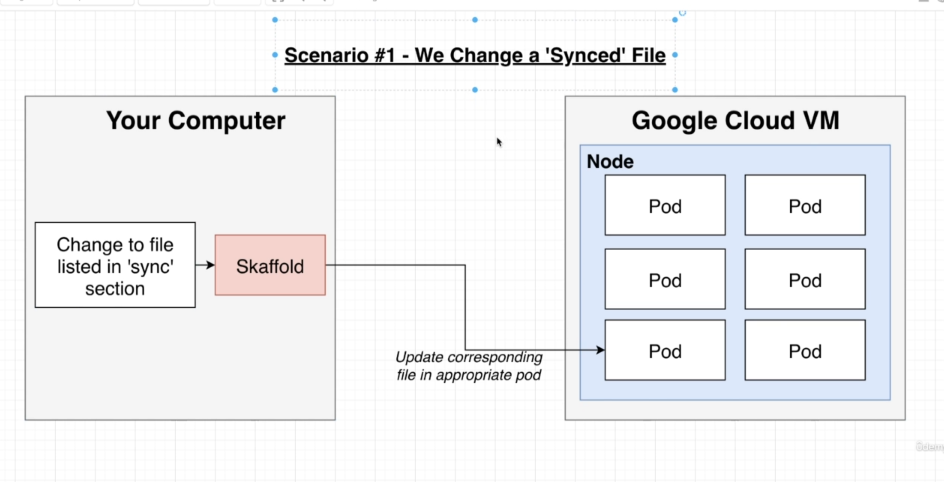 Scenario #1 - We Change a 'Synced' File
Your Computer
Change to file
listed in 'sync'
section
Skaffold
Update corresponding
file in appropriate pod
Google Cloud VM
Node
Pod
Pod
Pod
Pod
Pod
Pod